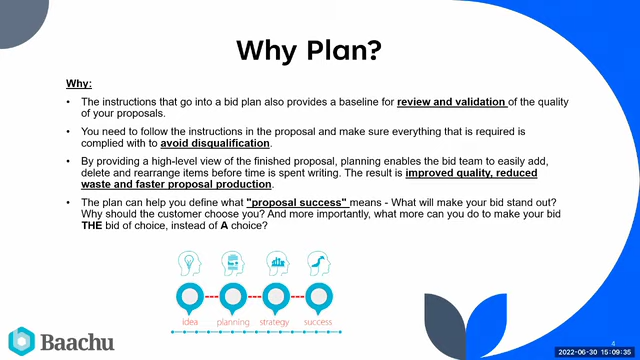 Why Plan?
Why:
• The instructions that go into a bid plan also provides a baseline for review and validation of the quality
of your proposals.
• You need to follow the instructions in the proposal and make sure everything that is required is
complied with to avoid disqualification.
• By providing a high-level view of the finished proposal, planning enables the bid team to easily add,
delete and rearrange items before time is spent writing. The result is improved quality, reduced
waste and faster proposal production.
• The plan can help you define what "proposal success" means - What will make your bid stand out?
Why should the customer choose you? And more importantly, what more can you do to make your bid
THE bid of choice, instead of A choice?
idea planning strategy success
Baachu
4
2022-06-30 15:09:35